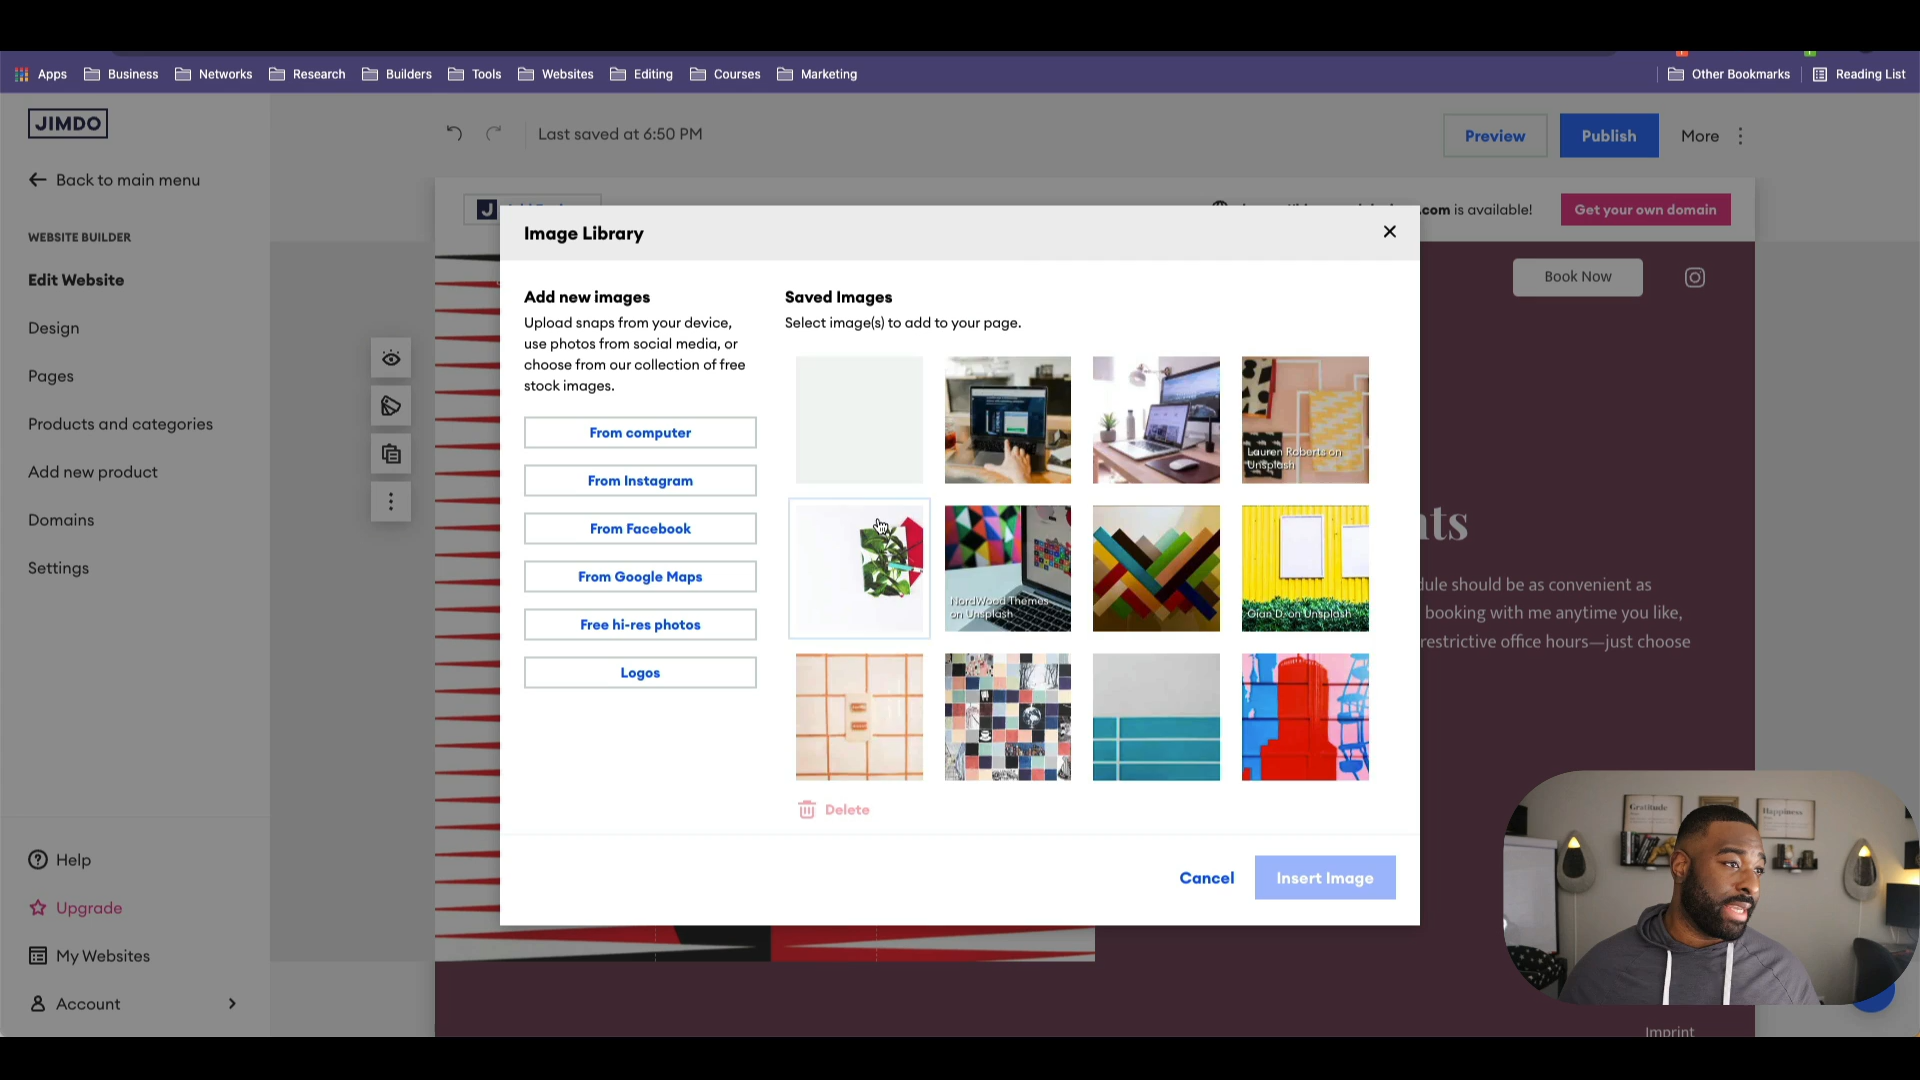 Apps
Business
Networks
Research
Builders
Tools
Websites
Editing
Courses
Marketing
Other Bookmarks
Reading List
JIMDO
Last saved at 6:50 PM
Preview
Publish
More
Back to main menu
WEBSITE BUILDER
Edit Website
Design
Pages
Products and categories
Add new product
Domains
Settings
Help
Upgrade
My Websites
Account
J
.com is available!
Get your own domain
Book Now
Image Library
Add new images
Upload snaps from your device,
use photos from social media, or
choose from our collection of free
stock images.
From computer
From Instagram
From Facebook
From Google Maps
Free hi-res photos
Logos
Saved Images
Select image(s) to add to your page.
Lauren Roberts on
Unsplash
NordWood Themes
on Unsplash
Gian D. on Unsplash
Delete
Cancel
Insert Image
should be as convenient as
booking with me anytime you like,
restrictive office hours—just choose
Gratitude
Happiness
Imprint